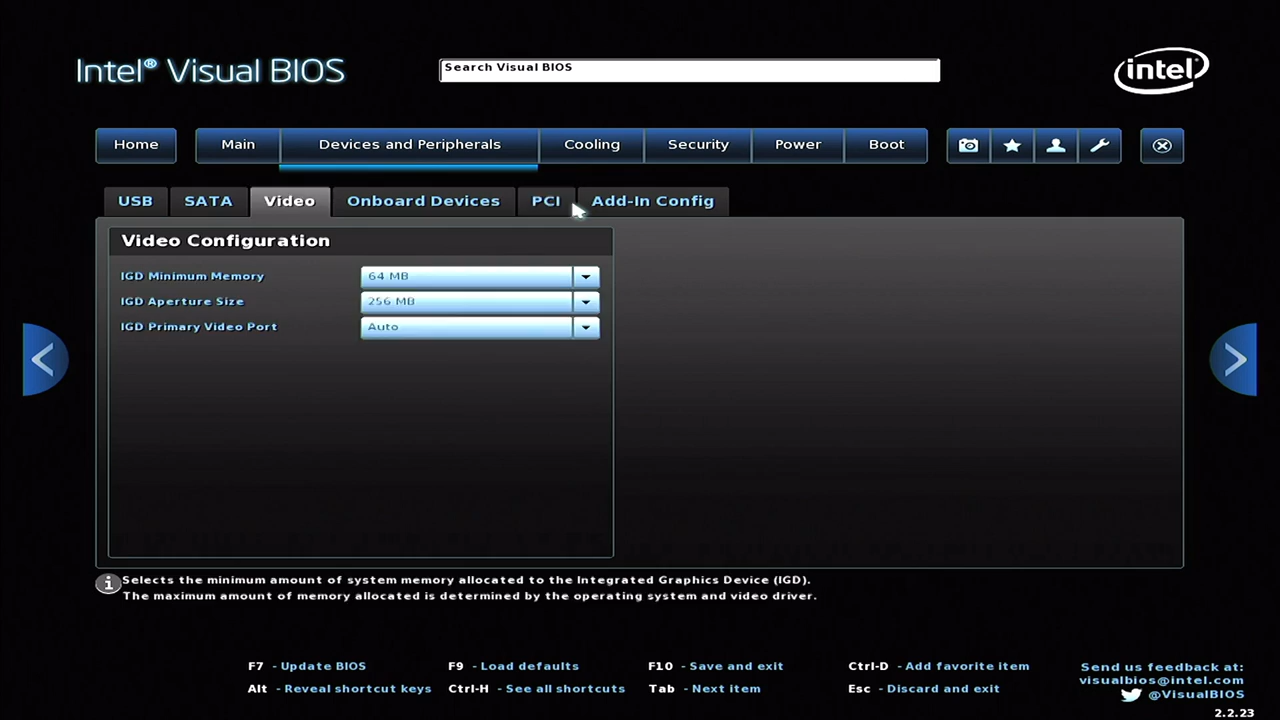 Intel® Visual BIOS
Search Visual BIOS
intel
Home Main Devices and Peripherals Cooling Security Power Boot
USB SATA Video Onboard Devices PCI Add-In Config
Video Configuration
IGD Minimum Memory 64 MB
IGD Aperture Size 256 MB
IGD Primary Video Port Auto
Selects the minimum amount of system memory allocated to the Integrated Graphics Device (IGD).
The maximum amount of memory allocated is determined by the operating system and video driver.
F7 - Update BIOS F9 - Load defaults F10 - Save and exit Ctrl-D - Add favorite item
Alt - Reveal shortcut keys Ctrl-H - See all shortcuts Tab - Next item Esc - Discard and exit
Send us feedback at:
visualbios@intel.com
@VisualBIOS
2.2.23